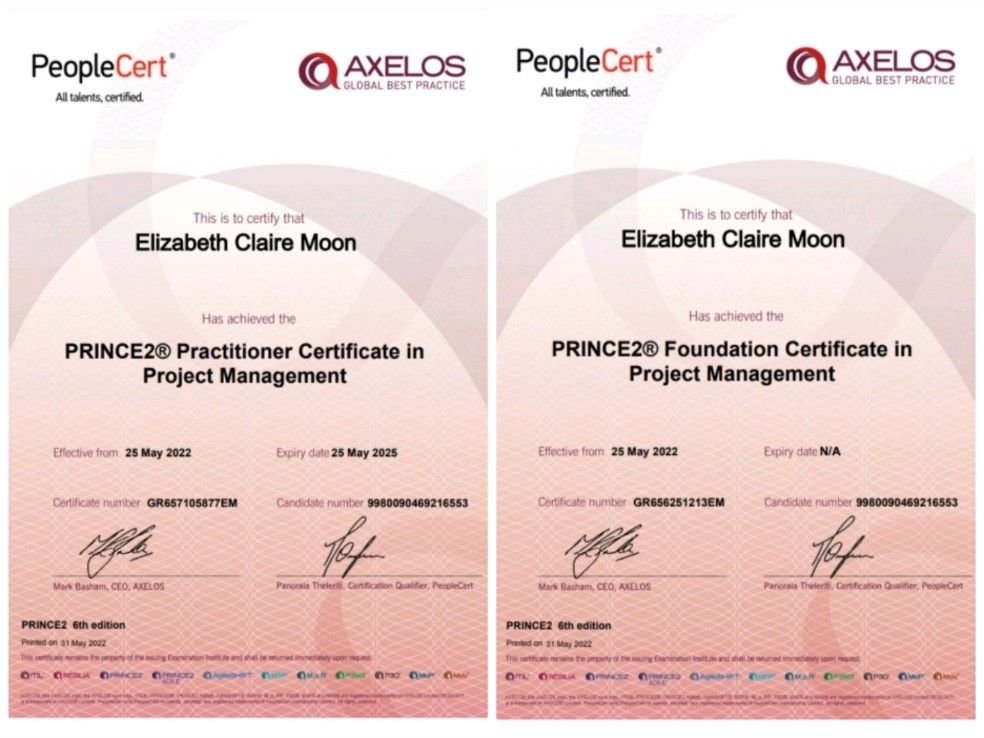 PeopleCert®
All talents, certified.
AXELOS
GLOBAL BEST PRACTICE
This is to certify that
Elizabeth Claire Moon
Has achieved the
PRINCE2® Practitioner Certificate in
Project Management
Effective from 25 May 2022
Expiry date 25 May 2025
Certificate number GR657105877EM
Candidate number 9980090469216553
Mark Basham, CEO, AXELOS
Panoraia Theleriti, Certification Qualifier, PeopleCert
PRINCE2 6th edition
Printed on 31 May 2022
This certificate remains the property of the issuing Examination Institute and shall be returned immediately upon request.
ITIL RESILIA PRINCE2 PRINCE2 AGILE AgileSHIFT MSP M_o_R P3M3 P3O MoP MoV
PeopleCert®
All talents, certified.
AXELOS
GLOBAL BEST PRACTICE
This is to certify that
Elizabeth Claire Moon
Has achieved the
PRINCE2® Foundation Certificate in
Project Management
Effective from 25 May 2022
Expiry date N/A
Certificate number GR656251213EM
Candidate number 9980090469216553
Mark Basham, CEO, AXELOS
Panoraia Theleriti, Certification Qualifier, PeopleCert
PRINCE2 6th edition
Printed on 31 May 2022
This certificate remains the property of the issuing Examination Institute and shall be returned immediately upon request.
ITIL RESILIA PRINCE2 PRINCE2 AGILE AgileSHIFT MSP M_o_R P3M3 P3O MoP MoV